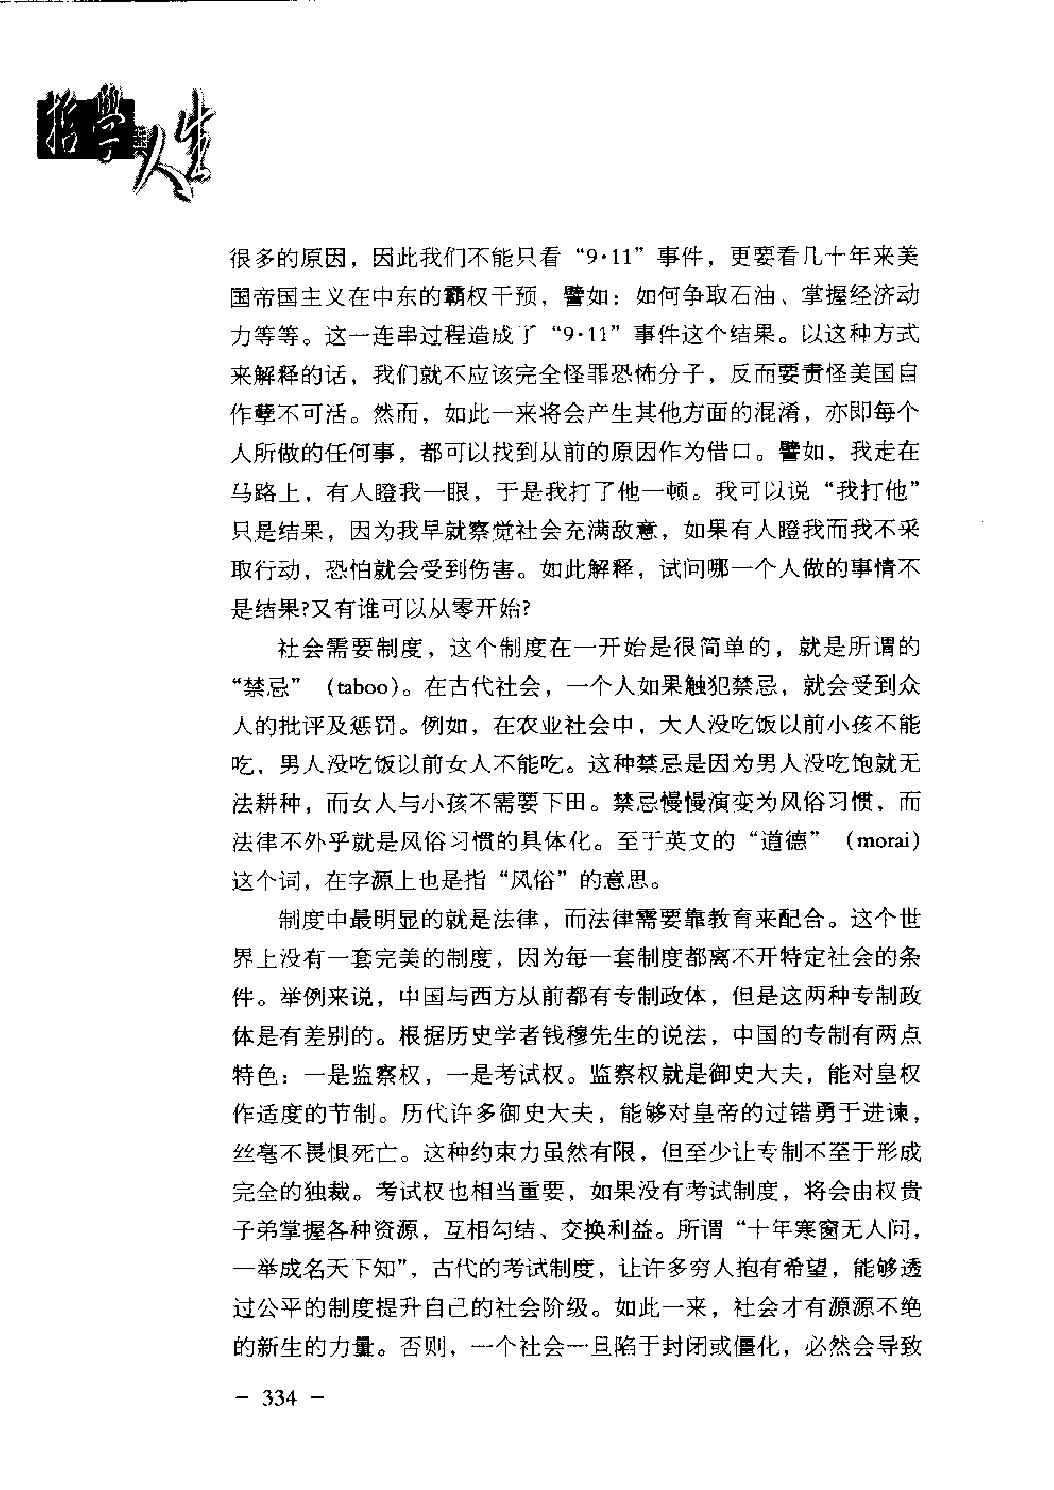 哲學與人生
很多的原因，因此我们不能只看“9·11”事件，更要看几十年来美
国帝国主义在中东的霸权干预，譬如：如何争取石油、掌握经济动
力等等。这一连串过程造成了“9·11”事件这个结果。以这种方式
来解释的话，我们就不应该完全怪罪恐怖分子，反而要责怪美国自
作孽不可活。然而，如此一来将会产生其他方面的混淆，亦即每个
人所做的任何事，都可以找到从前的原因作为借口。譬如，我走在
马路上，有人瞪我一眼，于是我打了他一顿。我可以说“我打他”
只是结果，因为我早就察觉社会充满敌意，如果有人瞪我而我不采
取行动，恐怕就会受到伤害。如此解释，试问哪一个人做的事情不
是结果?又有谁可以从零开始?
社会需要制度，这个制度在一开始是很简单的，就是所谓的
“禁忌”（taboo）。在古代社会，一个人如果触犯禁忌，就会受到众
人的批评及惩罚。例如，在农业社会中，大人没吃饭以前小孩不能
吃，男人没吃饭以前女人不能吃。这种禁忌是因为男人没吃饱就无
法耕种，而女人与小孩不需要下田。禁忌慢慢演变为风俗习惯，而
法律不外乎就是风俗习惯的具体化。至于英文的“道德”（morai）
这个词，在字源上也是指“风俗”的意思。
制度中最明显的就是法律，而法律需要靠教育来配合。这个世
界上没有一套完美的制度，因为每一套制度都离不开特定社会的条
件。举例来说，中国与西方从前都有专制政体，但是这两种专制政
体是有差别的。根据历史学者钱穆先生的说法，中国的专制有两点
特色：一是监察权，一是考试权。监察权就是御史大夫，能对皇权
作适度的节制。历代许多御史大夫，能够对皇帝的过错勇于进谏，
丝毫不畏惧死亡。这种约束力虽然有限，但至少让专制不至于形成
完全的独裁。考试权也相当重要，如果没有考试制度，将会由权贵
子弟掌握各种资源，互相勾结、交换利益。所谓“十年寒窗无人问，
一举成名天下知”，古代的考试制度，让许多穷人抱有希望，能够透
过公平的制度提升自己的社会阶级。如此一来，社会才有源源不绝
的新生的力量。否则，一个社会一旦陷于封闭或僵化，必然会导致
－ 334 －